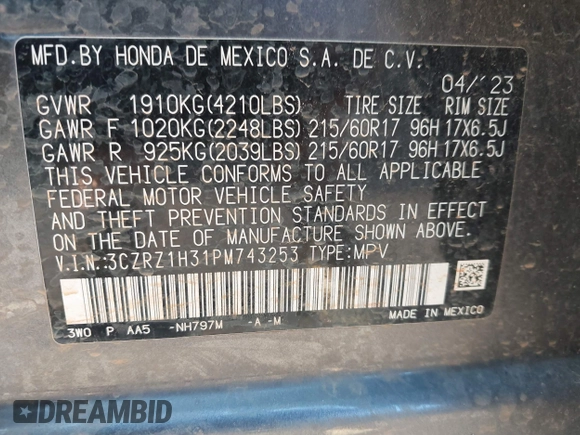 MFD.BY HONDA DE MEXICO S.A. DE C.V.
04/'23
GVWR 1910KG(4210LBS) TIRE SIZE RIM SIZE
GAWR F 1020KG(2248LBS) 215/60R17 96H 17X6.5J
GAWR R 925KG(2039LBS) 215/60R17 96H 17X6.5J
THIS VEHICLE CONFORMS TO ALL APPLICABLE
FEDERAL MOTOR VEHICLE SAFETY
AND THEFT PREVENTION STANDARDS IN EFFECT
ON THE DATE OF MANUFACTURE SHOWN ABOVE.
V.I.N.:3CZRZ1H31PM743253 TYPE:MPV
3W0 P AA5 -NH797M -A -M MADE IN MEXICO
DREAMBID